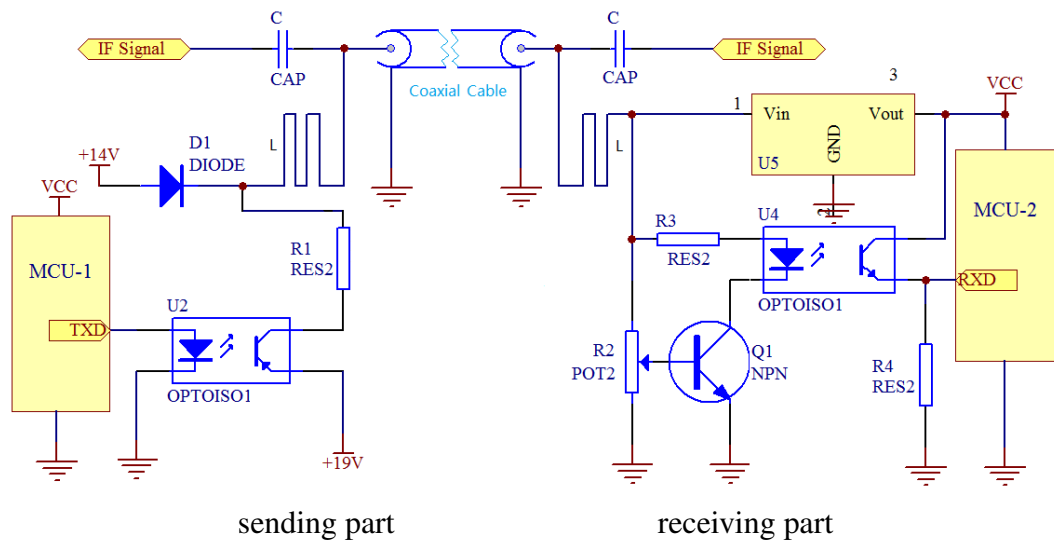 C
C
IF Signal
IF Signal
CAP
CAP
Coaxial Cable
3
VCC
1
Vin
Vout
GND
U5
2
L
L
D1
DIODE
+14V
VCC
MCU-1
MCU-2
R1
RES2
R3
RES2
U4
OPTOISO1
RXD
U2
TXD
OPTOISO1
R2
POT2
Q1
NPN
R4
RES2
+19V
sending part
receiving part